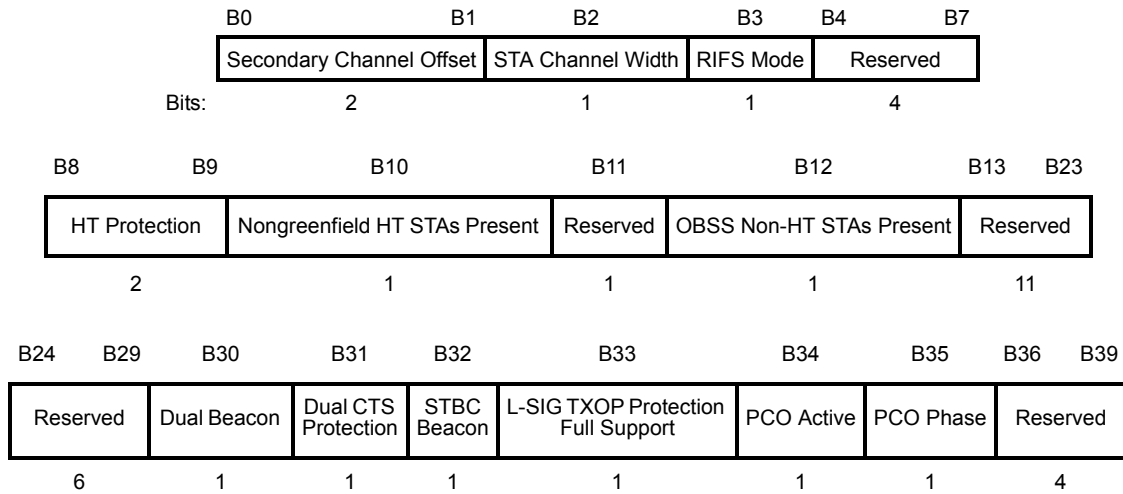 B0 B1 B2 B3 B4 B7
Secondary Channel Offset STA Channel Width RIFS Mode Reserved
Bits: 2 1 1 4
B8 B9 B10 B11 B12 B13 B23
HT Protection Nongreenfield HT STAs Present Reserved OBSS Non-HT STAs Present Reserved
2 1 1 1 11
B24 B29 B30 B31 B32 B33 B34 B35 B36 B39
Reserved Dual Beacon Dual CTS Protection STBC Beacon L-SIG TXOP Protection Full Support PCO Active PCO Phase Reserved
6 1 1 1 1 1 1 4